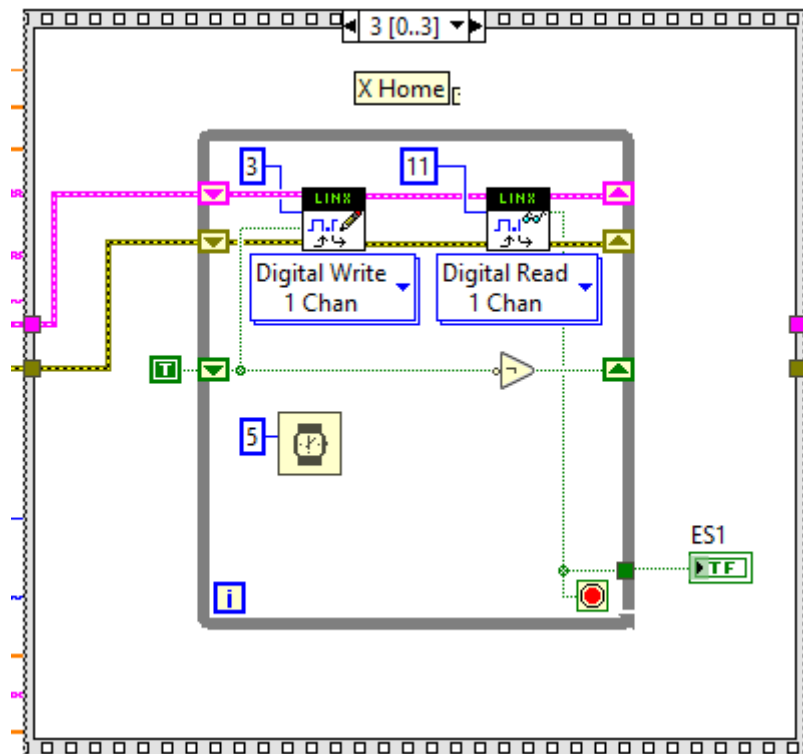 3 [0..3]
X Home
3
11
LINX
LINX
Digital Write
1 Chan
Digital Read
1 Chan
T
5
ES1
TF
i